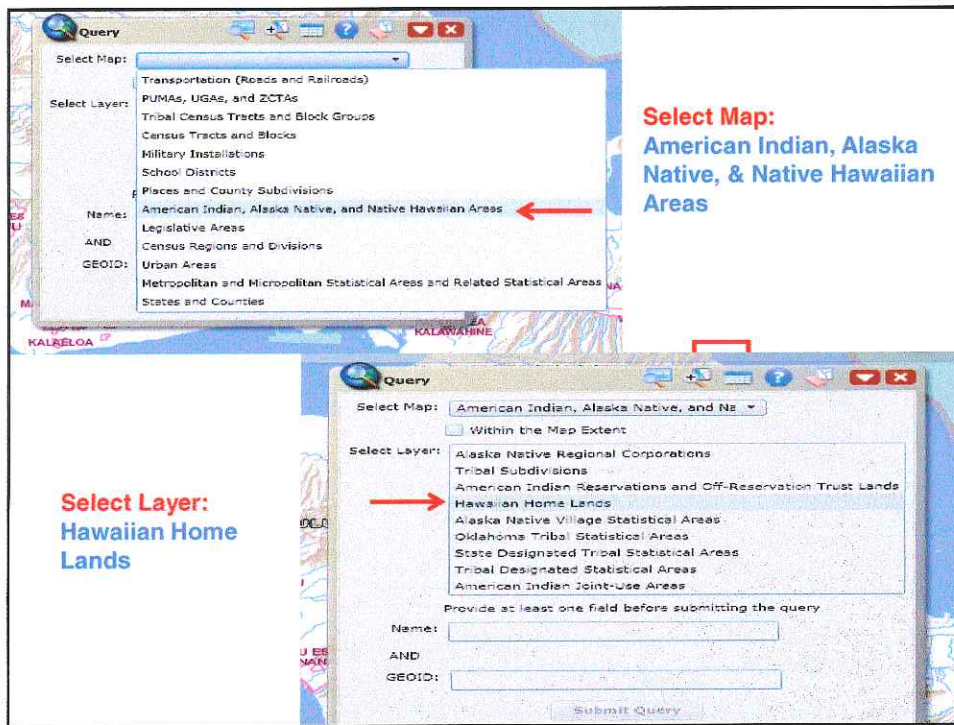 Query
Select Map:
Transportation (Roads and Railroads)
Select Layer:
PUMAs, UGAs, and ZCTAs
Tribal Census Tracts and Block Groups
Census Tracts and Blocks
Military Installations
School Districts
Places and County Subdivisions
Name:
American Indian, Alaska Native, and Native Hawaiian Areas
Legislative Areas
AND
Census Regions and Divisions
GEOID:
Urban Areas
Metropolitan and Micropolitan Statistical Areas and Related Statistical Areas
States and Counties
KALAELOA
KALAWAHINE
Select Map:
American Indian, Alaska
Native, & Native Hawaiian
Areas
Query
Select Map:
American Indian, Alaska Native, and Na
Within the Map Extent
Select Layer:
Alaska Native Regional Corporations
Tribal Subdivisions
American Indian Reservations and Off-Reservation Trust Lands
Hawaiian Home Lands
Alaska Native Village Statistical Areas
Oklahoma Tribal Statistical Areas
State Designated Tribal Statistical Areas
Tribal Designated Statistical Areas
American Indian Joint-Use Areas
Provide at least one field before submitting the query
Name:
AND
GEOID:
Submit Query
Select Layer:
Hawaiian Home
Lands